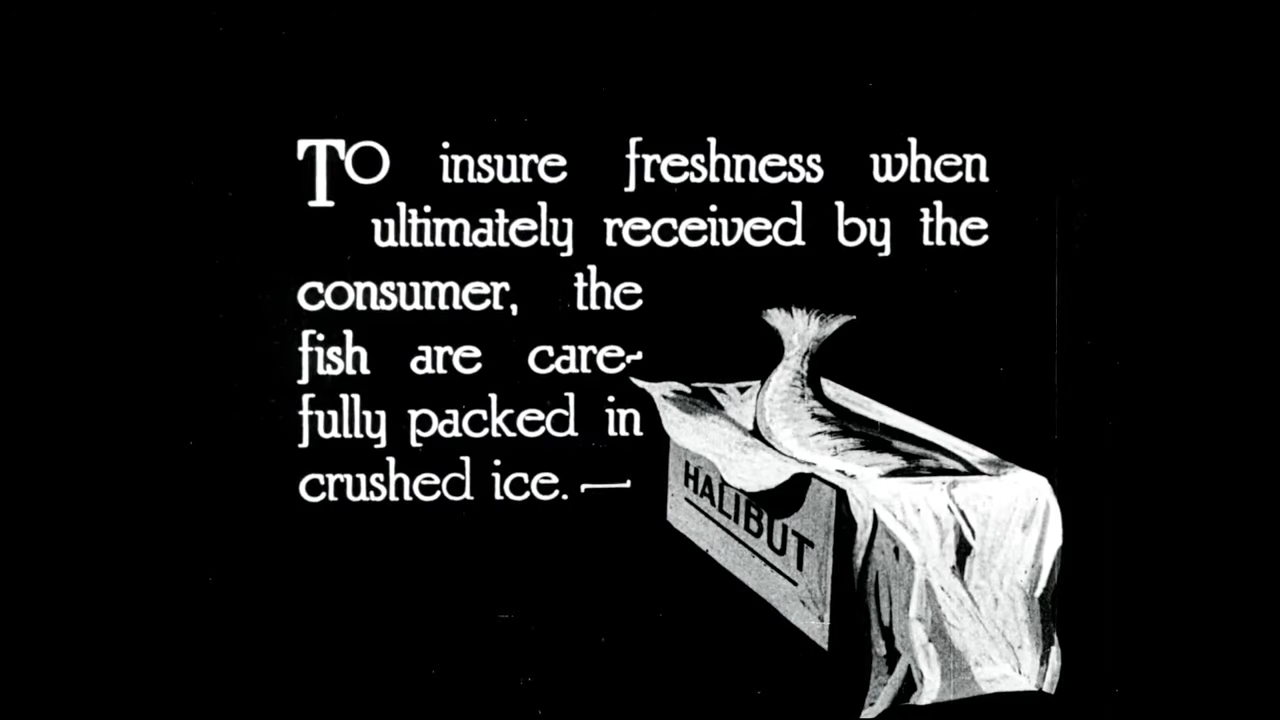 TO insure freshness when
ultimately received by the
consumer, the
fish are care-
fully packed in
crushed ice. —
HALIBUT